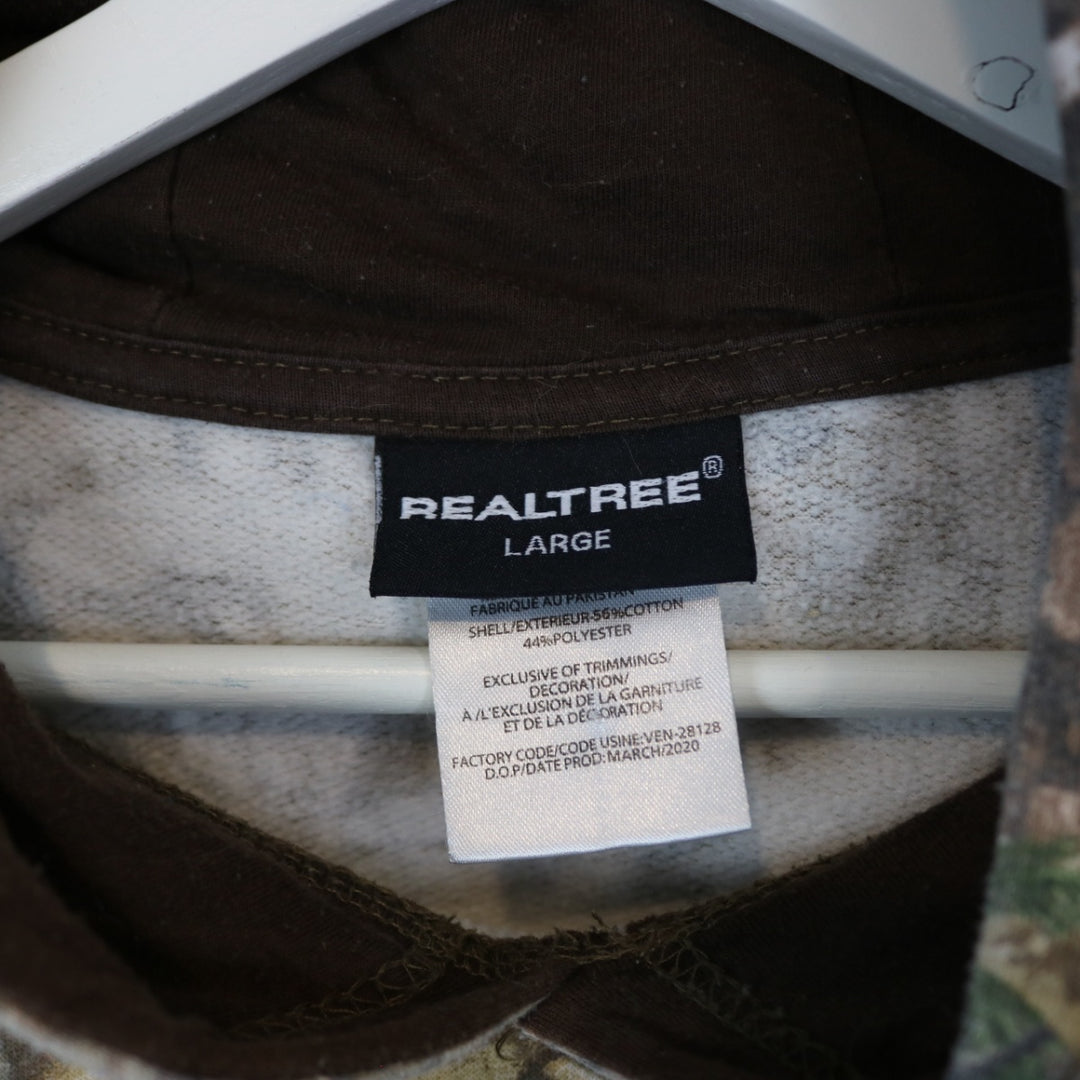 REALTREE®
LARGE
FABRIQUE AU PAKISTAN
SHELL/EXTERIEUR-56%COTTON
44%POLYESTER
EXCLUSIVE OF TRIMMINGS/
DECORATION/
À /L'EXCLUSION DE LA GARNITURE
ET DE LA DÉCORATION
FACTORY CODE/CODE USINE:VEN-28128
D.O.P/DATE PROD: MARCH/2020